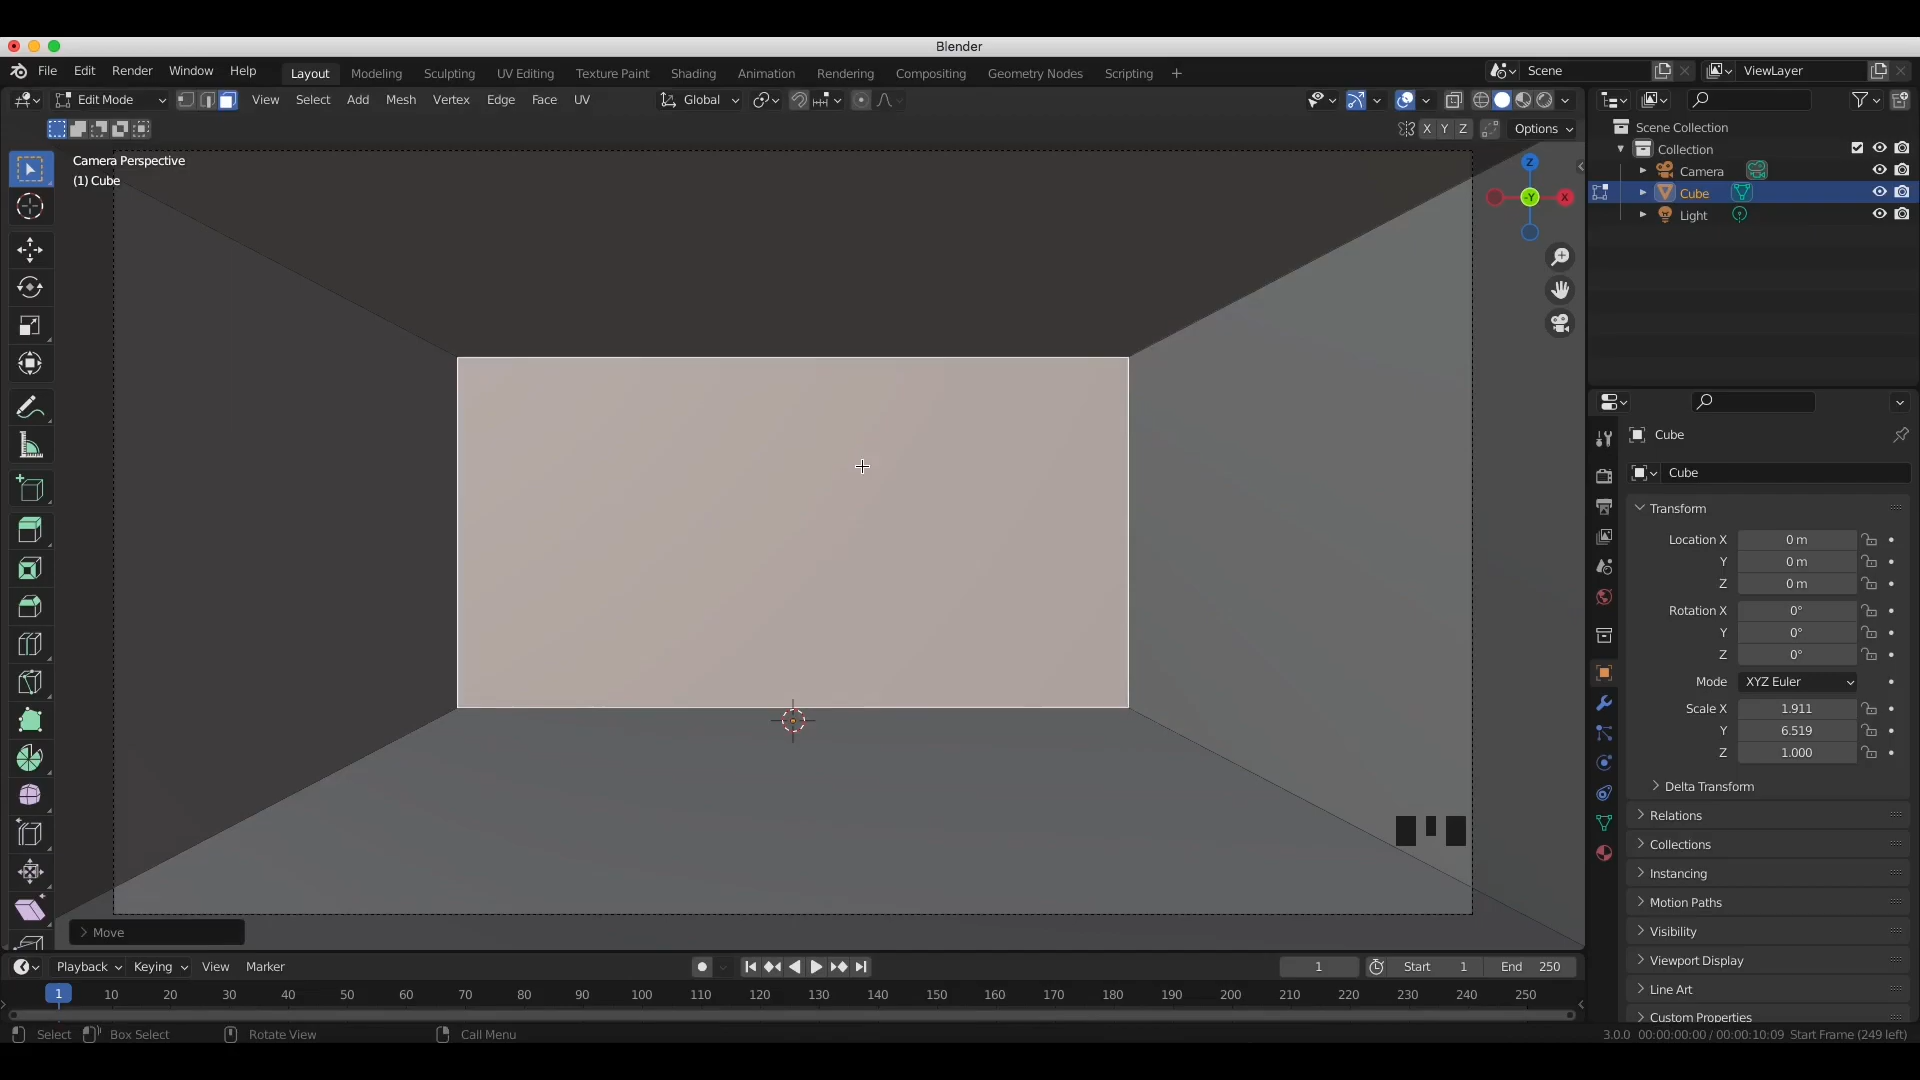 Blender
File Edit Render Window Help Layout Modeling Sculpting UV Editing Texture Paint Shading Animation Rendering Compositing Geometry Nodes Scripting + Scene ViewLayer
Edit Mode View Select Add Mesh Vertex Edge Face UV Global
X Y Z Options
Camera Perspective
(1) Cube
Z
-Y X
Scene Collection
Collection
Camera
Cube
Light
Cube
Cube
Transform
Location X 0 m
Y 0 m
Z 0 m
Rotation X 0°
Y 0°
Z 0°
Mode XYZ Euler
Scale X 1.911
Y 6.519
Z 1.000
Delta Transform
Relations
Collections
Instancing
Motion Paths
Visibility
Viewport Display
Line Art
Custom Properties
Move
Playback Keying View Marker 1 Start 1 End 250
1 10 20 30 40 50 60 70 80 90 100 110 120 130 140 150 160 170 180 190 200 210 220 230 240 250
Select Box Select Rotate View Call Menu 3.0.0 00:00:00:00 / 00:00:10:09 Start Frame (249 left)